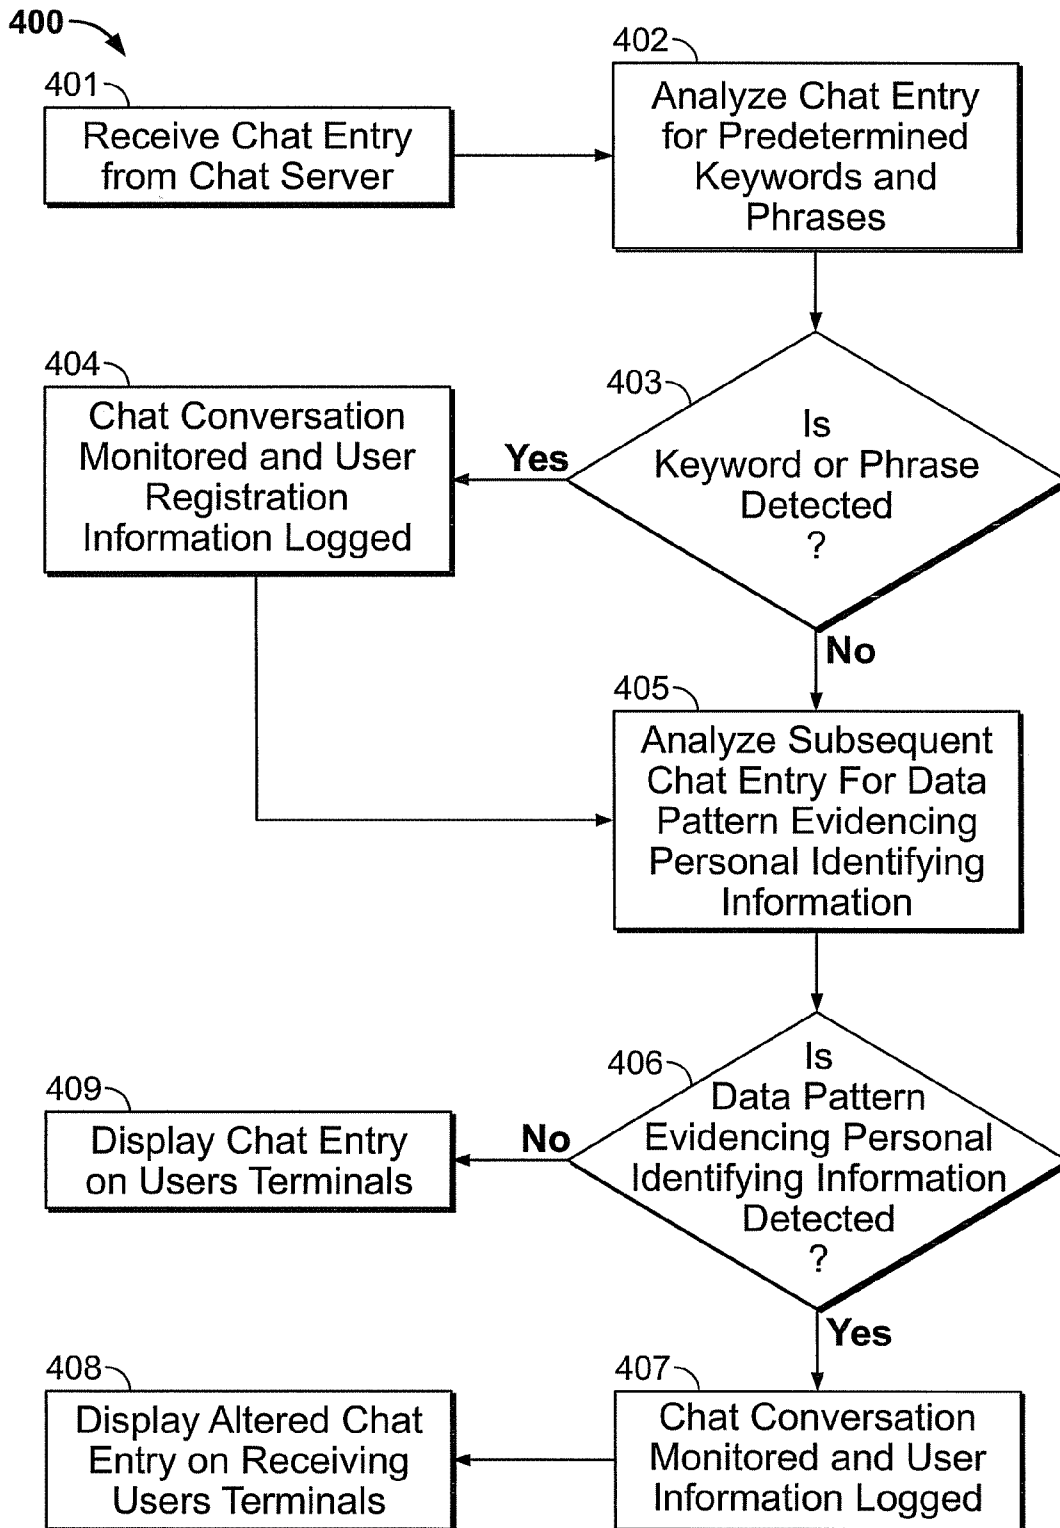 400
401
Receive Chat Entry
from Chat Server
402
Analyze Chat Entry
for Predetermined
Keywords and
Phrases
403
Is
Keyword or Phrase
Detected
?
Yes
404
Chat Conversation
Monitored and User
Registration
Information Logged
No
405
Analyze Subsequent
Chat Entry For Data
Pattern Evidencing
Personal Identifying
Information
406
Is
Data Pattern
Evidencing Personal
Identifying Information
Detected
?
No
409
Display Chat Entry
on Users Terminals
Yes
407
Chat Conversation
Monitored and User
Information Logged
408
Display Altered Chat
Entry on Receiving
Users Terminals